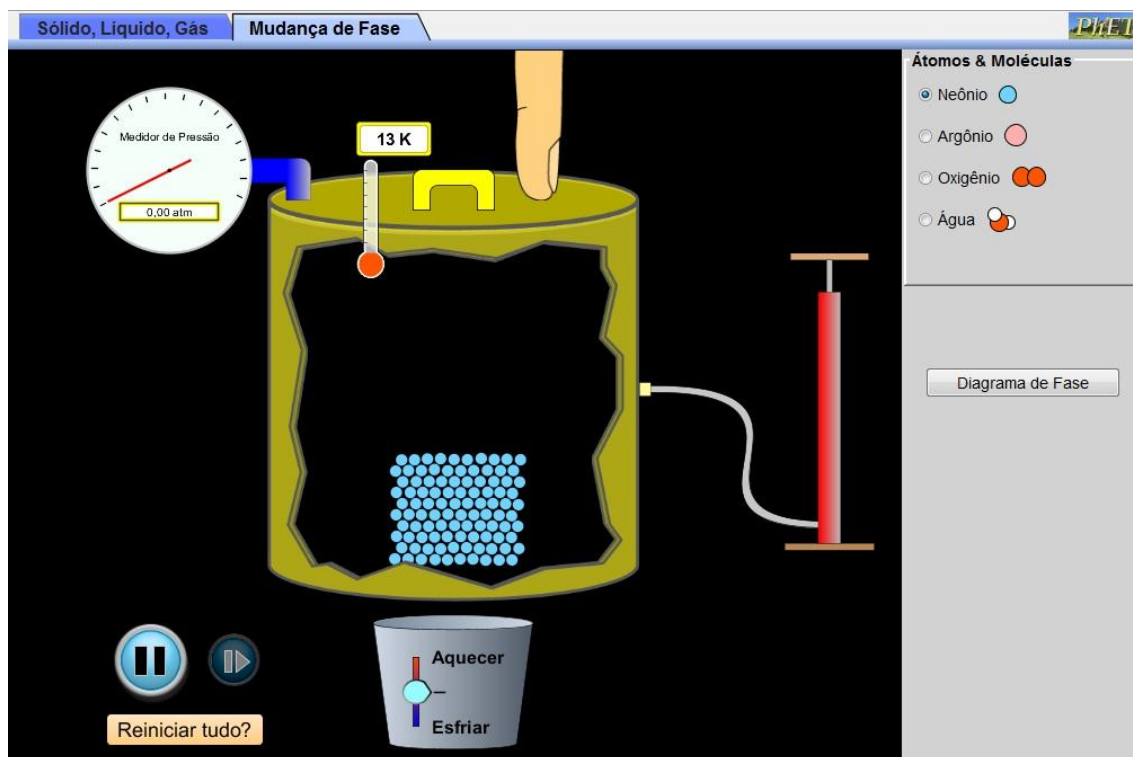 Sólido, Líquido, Gás
Mudança de Fase
PhET
Medidor de Pressão
0,00 atm
13 K
Átomos & Moléculas
Neônio
Argônio
Oxigênio
Água
Diagrama de Fase
Aquecer
Esfriar
Reiniciar tudo?